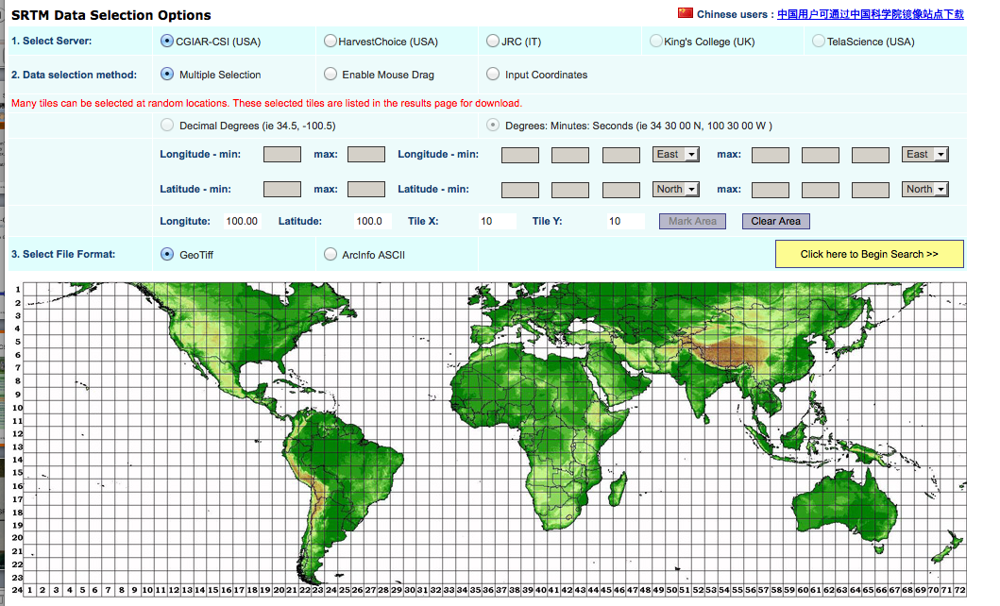 SRTM Data Selection Options
Chinese users : 中国用户可通过中国科学院镜像站点下载
1. Select Server: CGIAR-CSI (USA) HarvestChoice (USA) JRC (IT) King's College (UK) TelaScience (USA)
2. Data selection method: Multiple Selection Enable Mouse Drag Input Coordinates
Many tiles can be selected at random locations. These selected tiles are listed in the results page for download.
Decimal Degrees (ie 34.5, -100.5) Degrees: Minutes: Seconds (ie 34 30 00 N, 100 30 00 W )
Longitude - min: max: Longitude - min: East max: East
Latitude - min: max: Latitude - min: North max: North
Longitute: 100.00 Latitude: 100.0 Tile X: 10 Tile Y: 10 Mark Area Clear Area
3. Select File Format: GeoTiff ArcInfo ASCII Click here to Begin Search >>
1
2
3
4
5
6
7
8
9
10
11
12
13
14
15
16
17
18
19
20
21
22
23
24 1 2 3 4 5 6 7 8 9 10 11 12 13 14 15 16 17 18 19 20 21 22 23 24 25 26 27 28 29 30 31 32 33 34 35 36 37 38 39 40 41 42 43 44 45 46 47 48 49 50 51 52 53 54 55 56 57 58 59 60 61 62 63 64 65 66 67 68 69 70 71 72